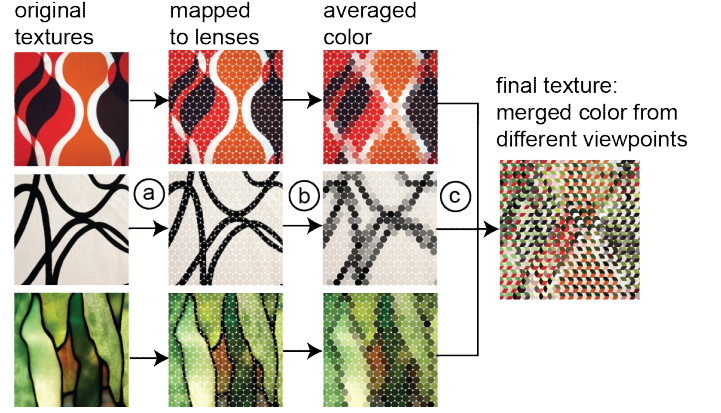 original
textures
mapped
to lenses
averaged
color
final texture:
merged color from
different viewpoints
a
b
c